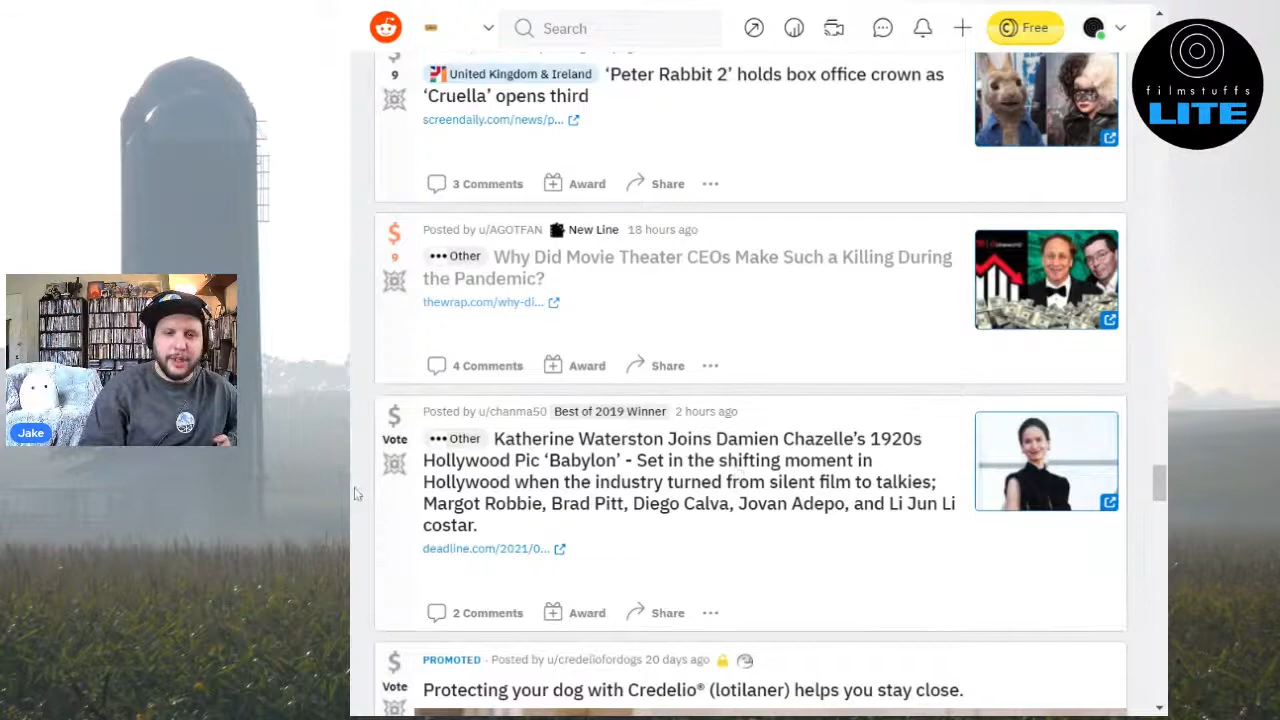 Search
Free
filmstuffs
LITE
9
United Kingdom & Ireland 'Peter Rabbit 2' holds box office crown as
'Cruella' opens third
screendaily.com/news/p...
3 Comments Award Share
Posted by u/AGOTFAN New Line 18 hours ago
9
Other Why Did Movie Theater CEOs Make Such a Killing During
the Pandemic?
thewrap.com/why-di...
4 Comments Award Share
Jake
Posted by u/chanma50 Best of 2019 Winner 2 hours ago
Vote
Other Katherine Waterston Joins Damien Chazelle's 1920s
Hollywood Pic 'Babylon' - Set in the shifting moment in
Hollywood when the industry turned from silent film to talkies;
Margot Robbie, Brad Pitt, Diego Calva, Jovan Adepo, and Li Jun Li
costar.
deadline.com/2021/0...
2 Comments Award Share
PROMOTED · Posted by u/credeliofordogs 20 days ago
Vote
Protecting your dog with Credelio® (lotilaner) helps you stay close.